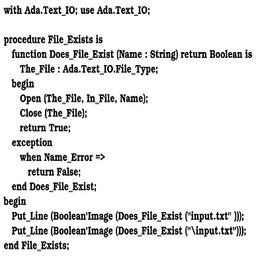 with Ada.Text_IO; use Ada.Text_IO;
procedure File_Exists is
function Does_File_Exist (Name : String) return Boolean is
The_File : Ada.Text_IO.File_Type;
begin
Open (The_File, In_File, Name);
Close (The_File);
return True;
exception
when Name_Error =>
return False;
end Does_File_Exist;
begin
Put_Line (Boolean'Image (Does_File_Exist ("input.txt" )));
Put_Line (Boolean'Image (Does_File_Exist ("\input.txt")));
end File_Exists;